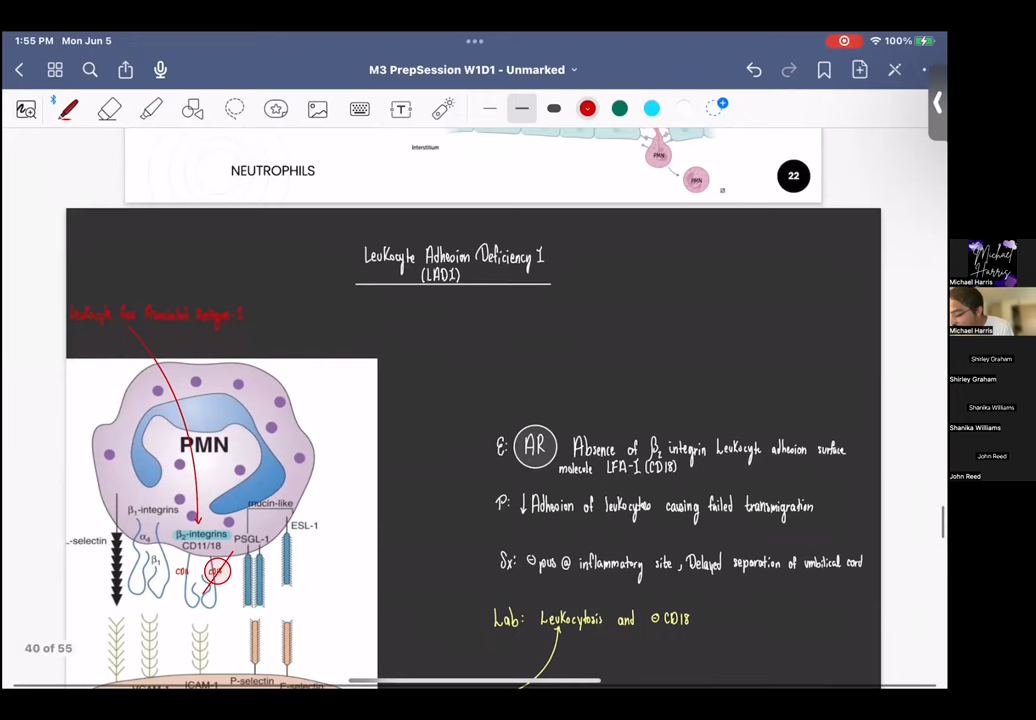 1:55 PM Mon Jun 5
100%
M3 PrepSession W1D1 - Unmarked
Interstitium
PMN
PMN
NEUTROPHILS
22
Leukocyte Adhesion Deficiency I
(LAD1)
PMN
β1-integrins
α4
β1
β2-integrins
CD11/18
mucin-like
PSGL-1
ESL-1
L-selectin
E: AR Absence of β2 integrin Leukocyte adhesion surface
molecule LFA-1 (CD18)
P: ↓ Adhesion of leukocytes causing failed transmigration
Sx: ⊖ pus @ inflammatory site, Delayed separation of umbilical cord
Lab: Leukocytosis and ⊖ CD18
40 of 55
ICAM-1
P-selectin
Michael
Harris
Michael Harris
Michael Harris
Shirley Graham
Shirley Graham
Shanika Williams
Shanika Williams
John Reed
John Reed